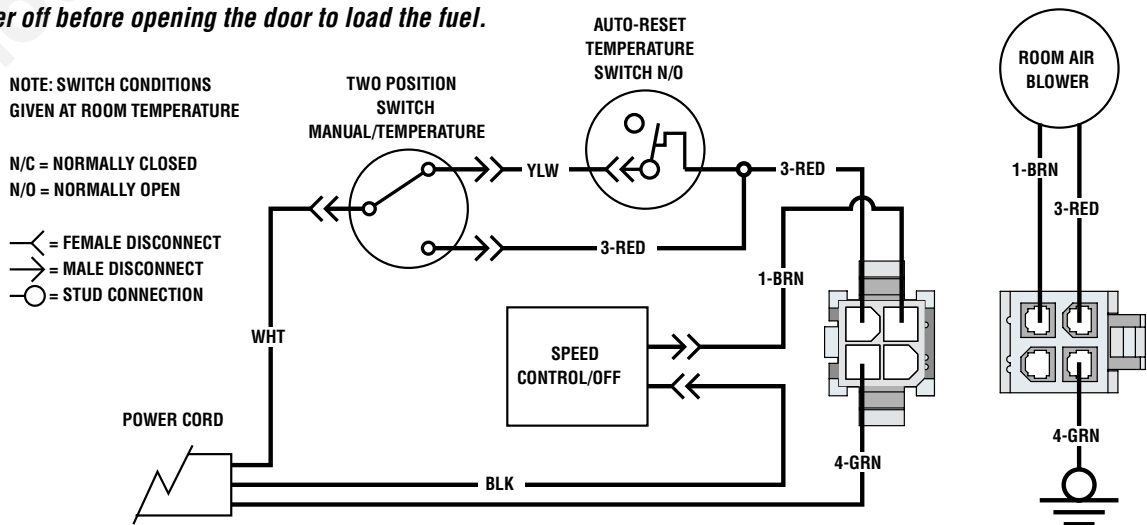 er off before opening the door to load the fuel.
NOTE: SWITCH CONDITIONS
GIVEN AT ROOM TEMPERATURE
N/C = NORMALLY CLOSED
N/O = NORMALLY OPEN
= FEMALE DISCONNECT
= MALE DISCONNECT
= STUD CONNECTION
TWO POSITION
SWITCH
MANUAL/TEMPERATURE
AUTO-RESET
TEMPERATURE
SWITCH N/O
ROOM AIR
BLOWER
YLW
3-RED
1-BRN
3-RED
3-RED
1-BRN
WHT
SPEED
CONTROL/OFF
POWER CORD
4-GRN
4-GRN
BLK